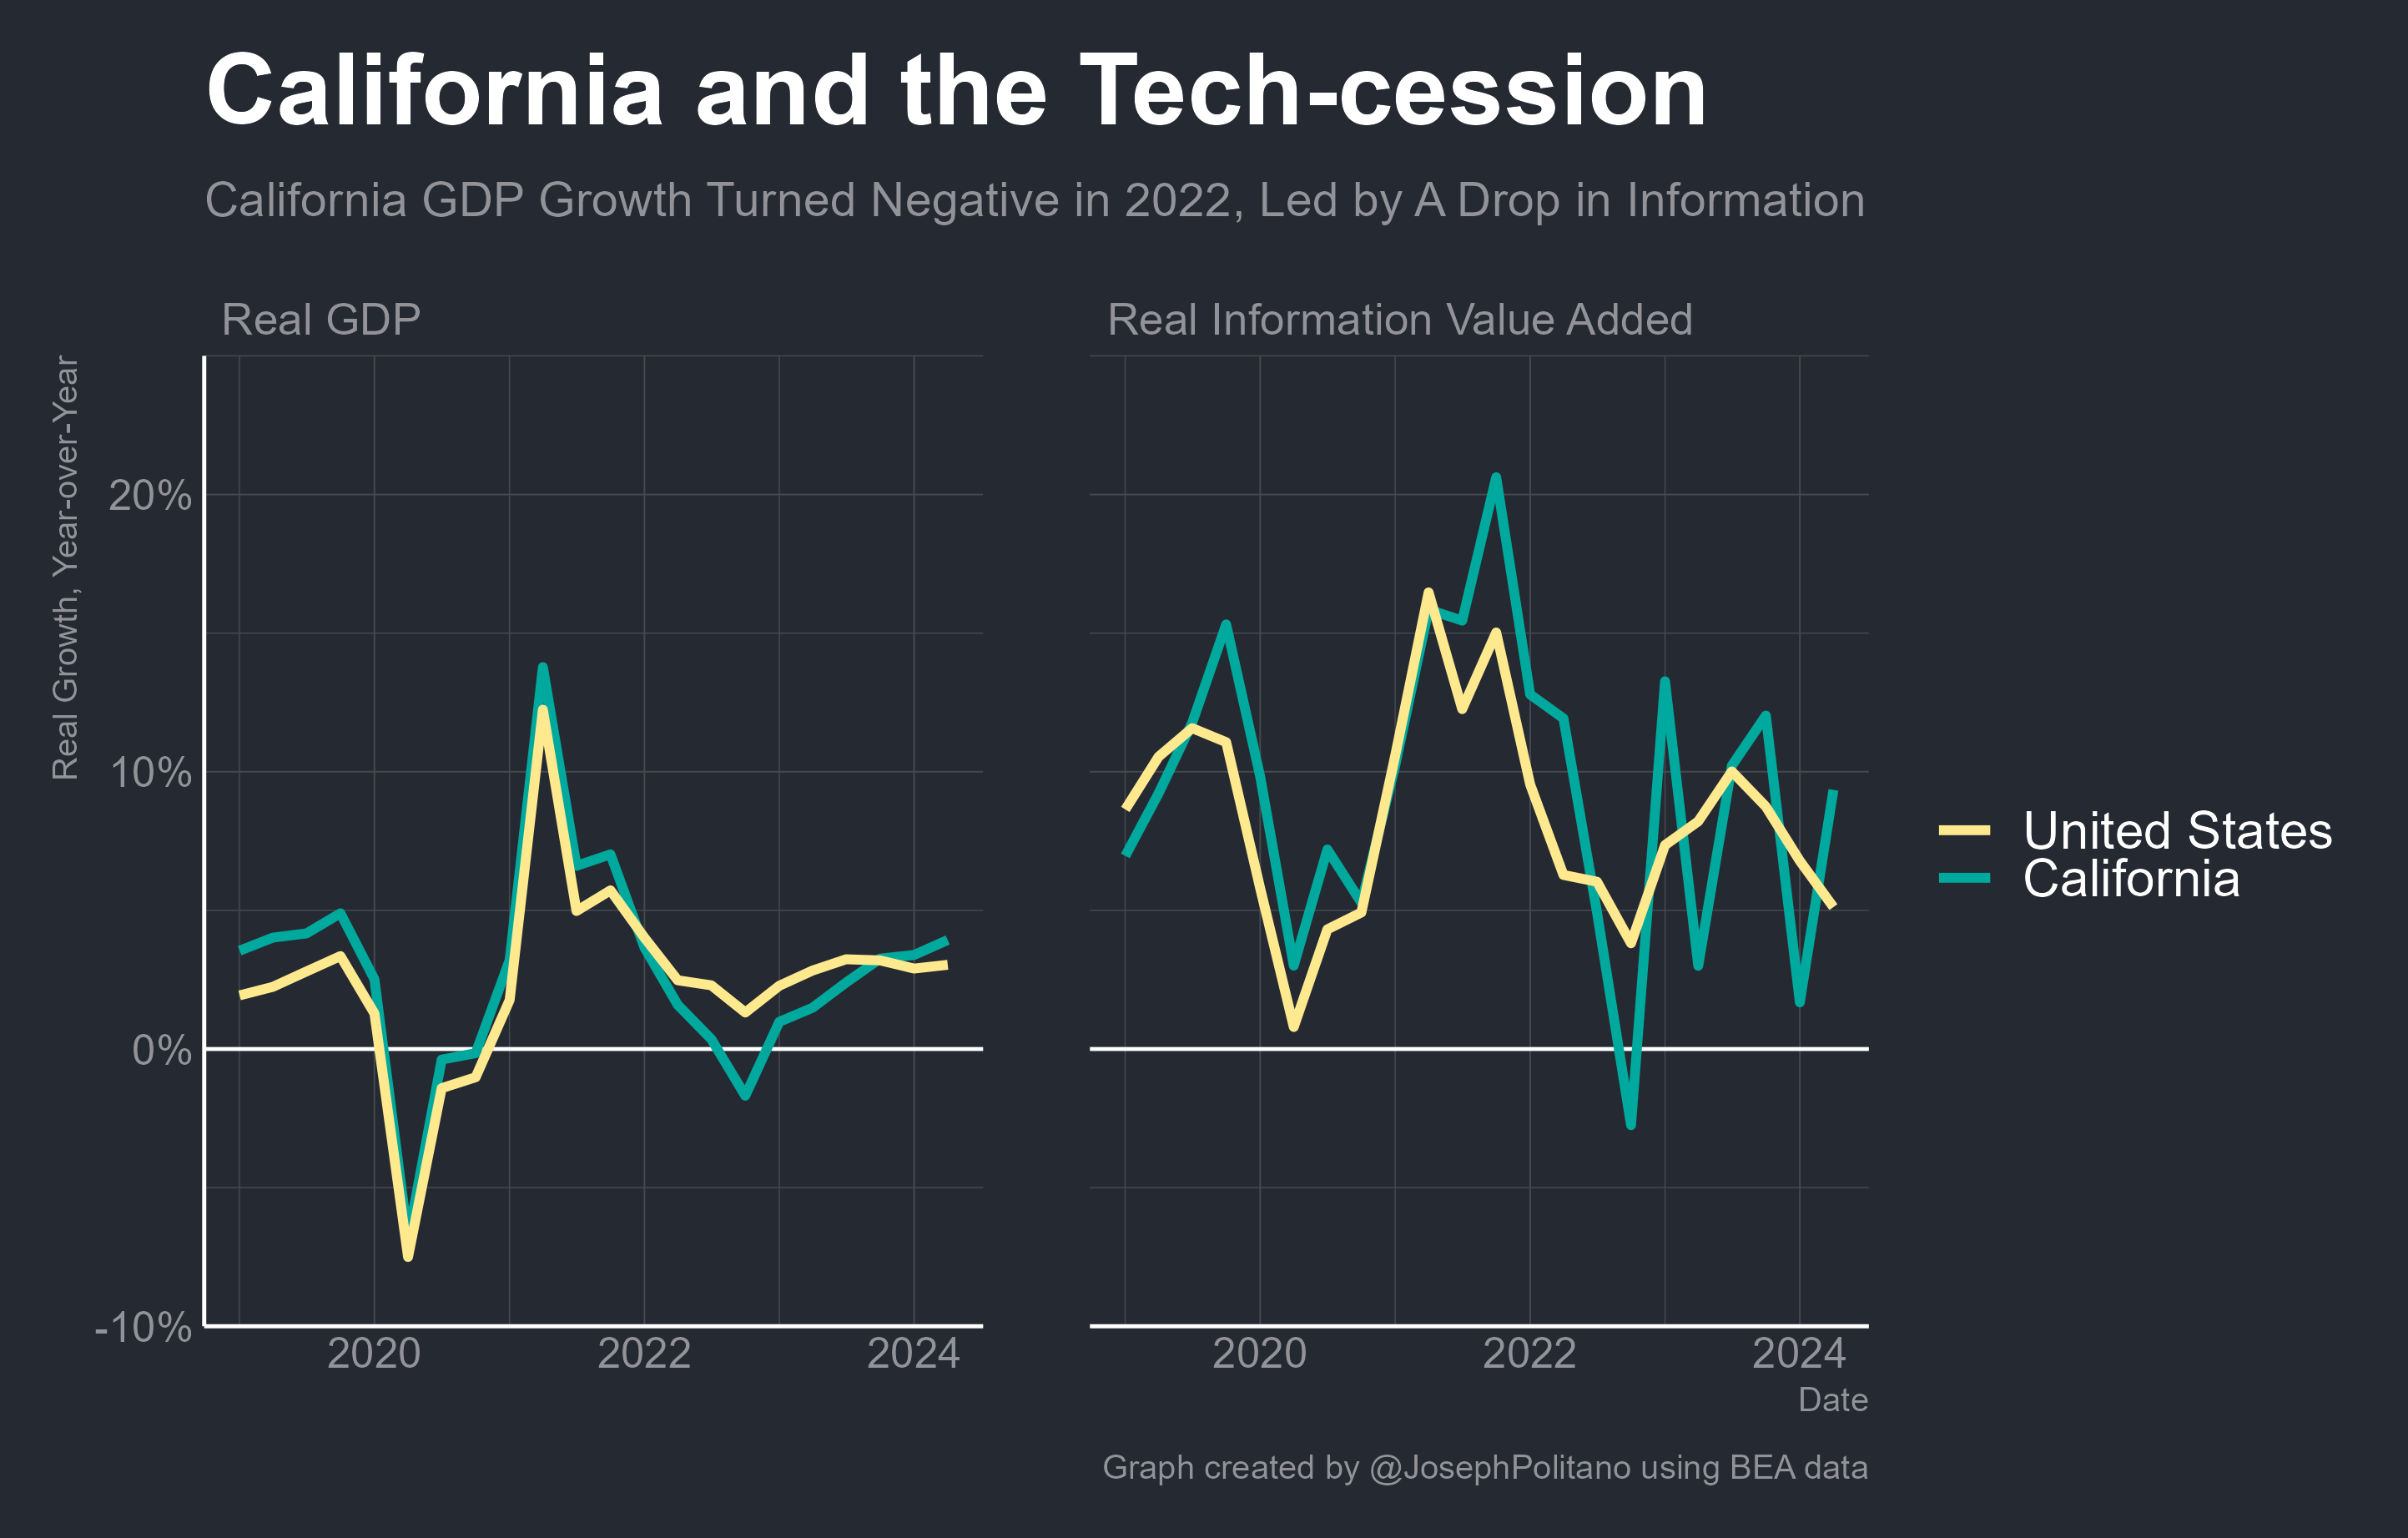 California and the Tech-cession
California GDP Growth Turned Negative in 2022, Led by A Drop in Information
Real GDP
Real Information Value Added
Real Growth, Year-over-Year
20%
10%
0%
-10%
2020
2022
2024
2020
2022
2024
Date
United States
California
Graph created by @JosephPolitano using BEA data